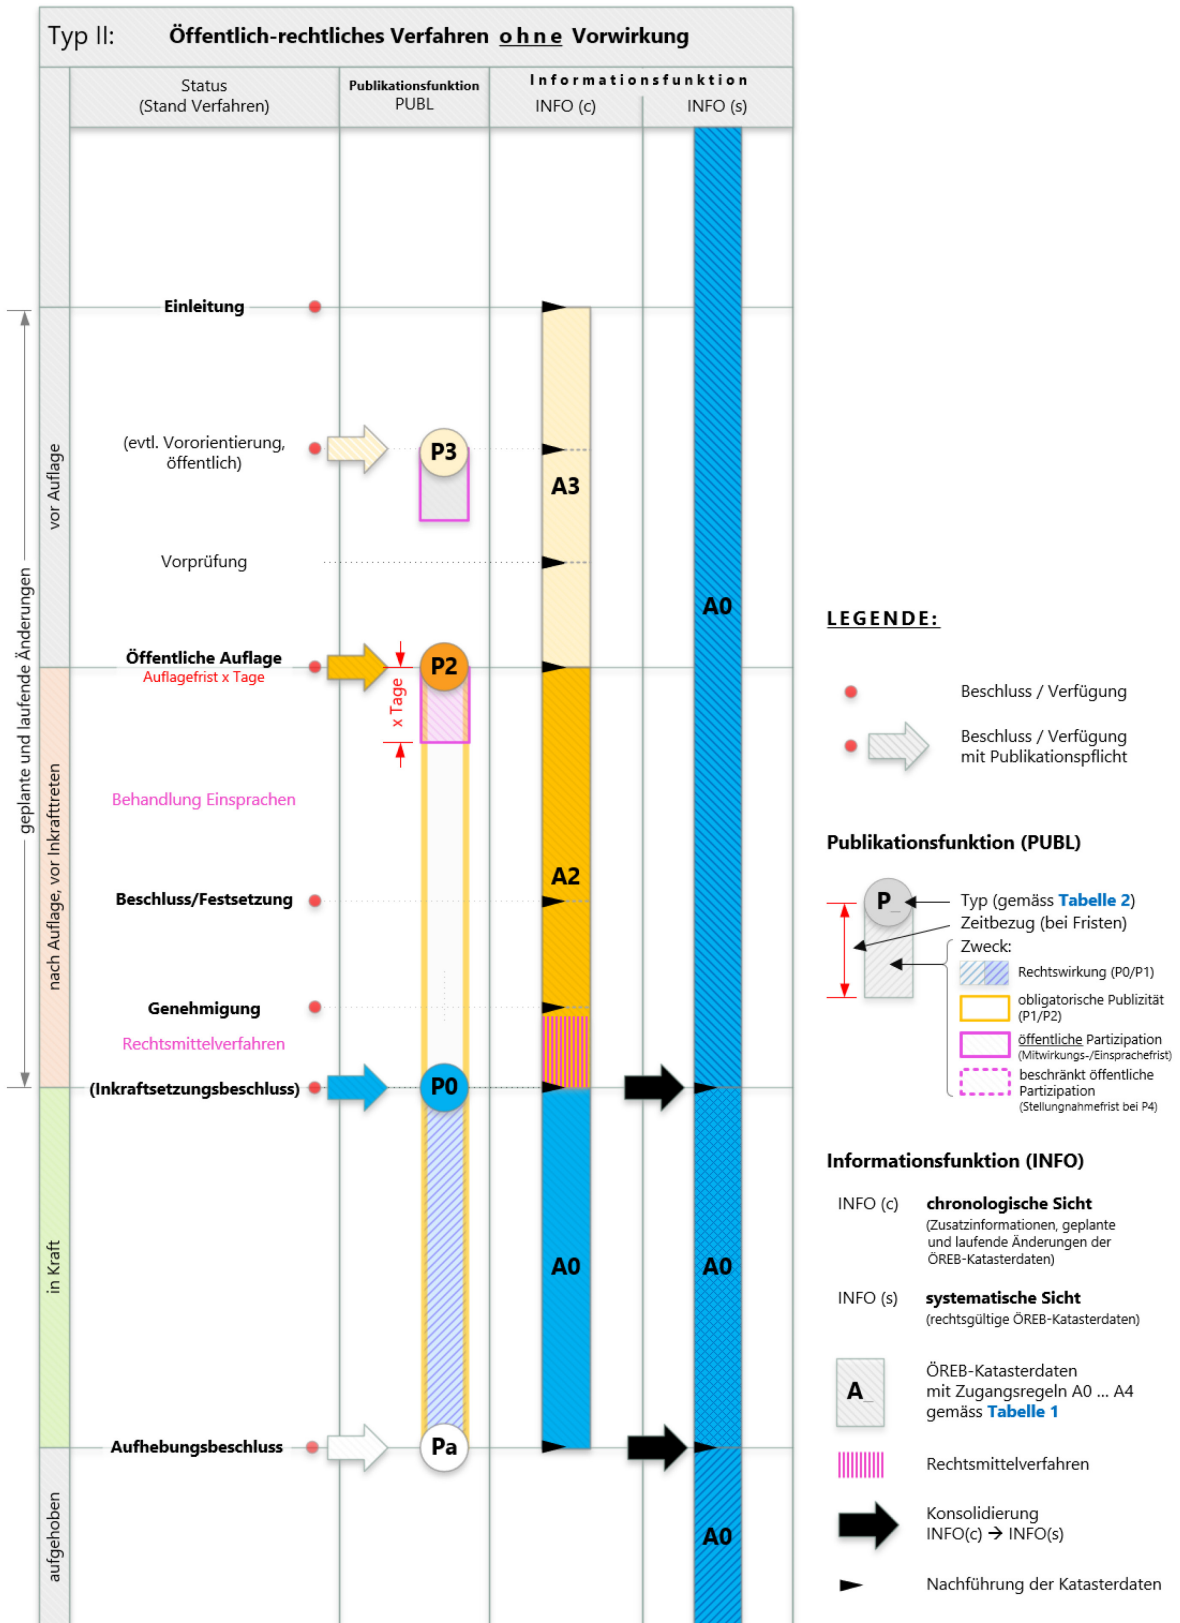 Typ II: Öffentlich-rechtliches Verfahren ohne Vorwirkung
Status
(Stand Verfahren)
Publikationsfunktion
PUBL
Informationsfunktion
INFO (c)
INFO (s)
geplante und laufende Änderungen
vor Auflage
nach Auflage, vor Inkrafttreten
in Kraft
aufgehoben
Einleitung
(evtl. Vororientierung,
öffentlich)
P3
A3
Vorprüfung
A0
Öffentliche Auflage
Auflagefrist x Tage
P2
x Tage
Behandlung Einsprachen
A2
Beschluss/Festsetzung
Genehmigung
Rechtsmittelverfahren
(Inkraftsetzungsbeschluss)
P0
A0
A0
Aufhebungsbeschluss
Pa
A0
LEGENDE:
Beschluss / Verfügung
Beschluss / Verfügung
mit Publikationspflicht
Publikationsfunktion (PUBL)
P_
Typ (gemäss Tabelle 2)
Zeitbezug (bei Fristen)
Zweck:
Rechtswirkung (P0/P1)
obligatorische Publizität
(P1/P2)
öffentliche Partizipation
(Mitwirkungs-/Einsprachefrist)
beschränkt öffentliche
Partizipation
(Stellungnahmefrist bei P4)
Informationsfunktion (INFO)
INFO (c) chronologische Sicht
(Zusatzinformationen, geplante
und laufende Änderungen der
ÖREB-Katasterdaten)
INFO (s) systematische Sicht
(rechtsgültige ÖREB-Katasterdaten)
A_
ÖREB-Katasterdaten
mit Zugangsregeln A0 ... A4
gemäss Tabelle 1
Rechtsmittelverfahren
Konsolidierung
INFO(c) → INFO(s)
Nachführung der Katasterdaten